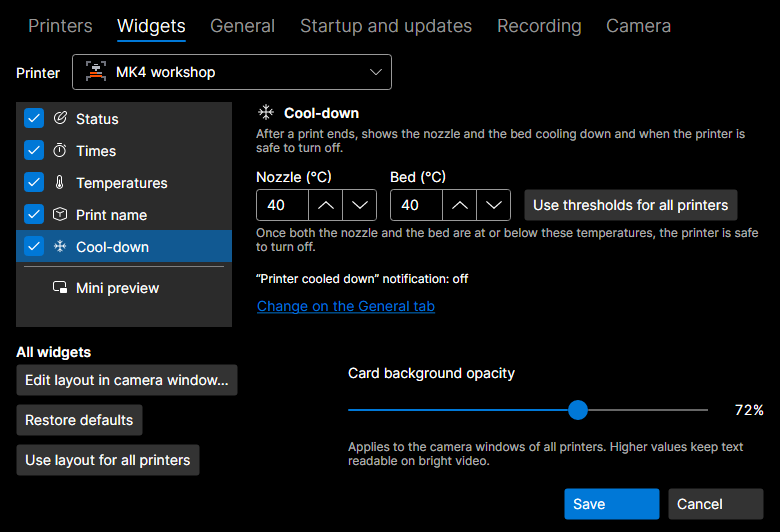 Printers Widgets General Startup and updates Recording Camera
Printer MK4 workshop
Status
Times
Temperatures
Print name
Cool-down
Mini preview
Cool-down
After a print ends, shows the nozzle and the bed cooling down and when the printer is
safe to turn off.
Nozzle (°C) Bed (°C)
40 40 Use thresholds for all printers
Once both the nozzle and the bed are at or below these temperatures, the printer is safe
to turn off.
“Printer cooled down” notification: off
Change on the General tab
All widgets
Edit layout in camera window...
Restore defaults
Use layout for all printers
Card background opacity
72%
Applies to the camera windows of all printers. Higher values keep text
readable on bright video.
Save Cancel